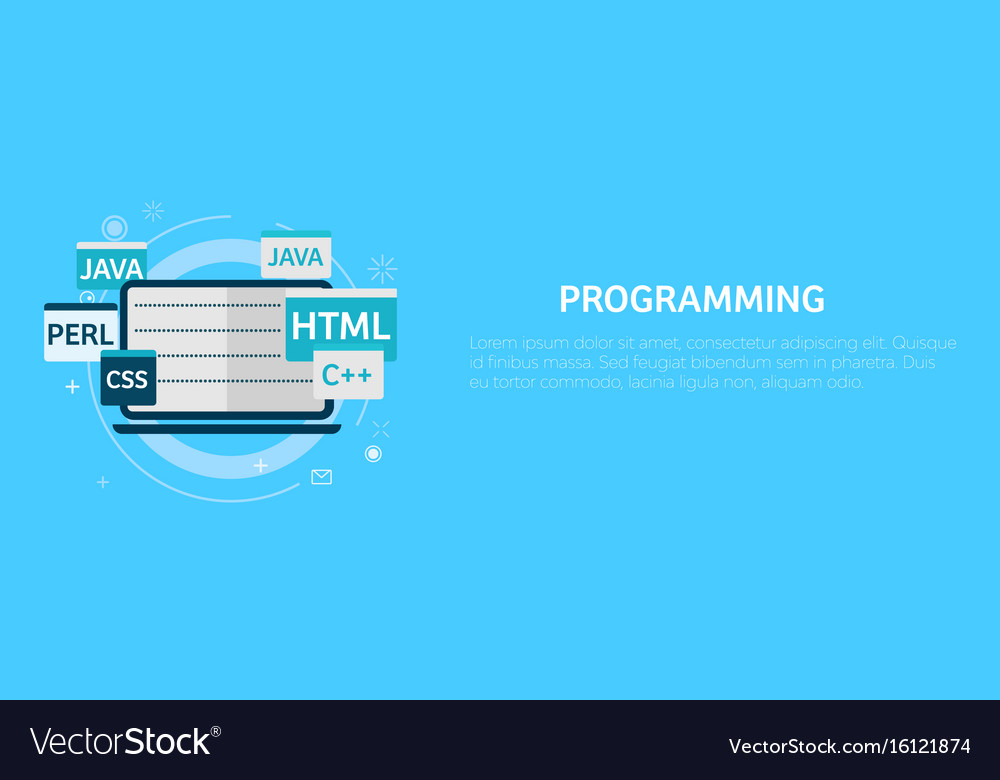 JAVA
JAVA
PERL
HTML
CSS
C++
PROGRAMMING
Lorem ipsum dolor sit amet, consectetur adipiscing elit. Quisque
id finibus massa. Sed feugiat bibendum sem in pharetra. Duis
eu tortor commodo, lacinia ligula non, aliquam odio.
VectorStock®
VectorStock.com/16121874